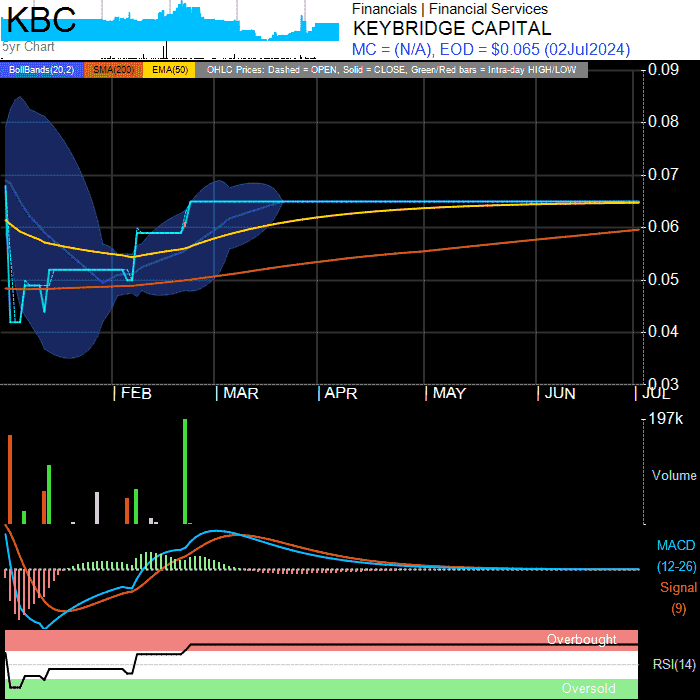 KBC
5yr Chart
Financials | Financial Services
KEYBRIDGE CAPITAL
MC = (N/A), EOD = $0.065 (02Jul2024)
BollBands(20,2) SMA(200) EMA(50) OHLC Prices: Dashed = OPEN, Solid = CLOSE, Green/Red bars = Intra-day HIGH/LOW
0.09
0.08
0.07
0.06
0.05
0.04
0.03
| FEB | MAR | APR | MAY | JUN | JUL
197k
Volume
MACD
(12-26)
Signal
(9)
Overbought
RSI(14)
Oversold